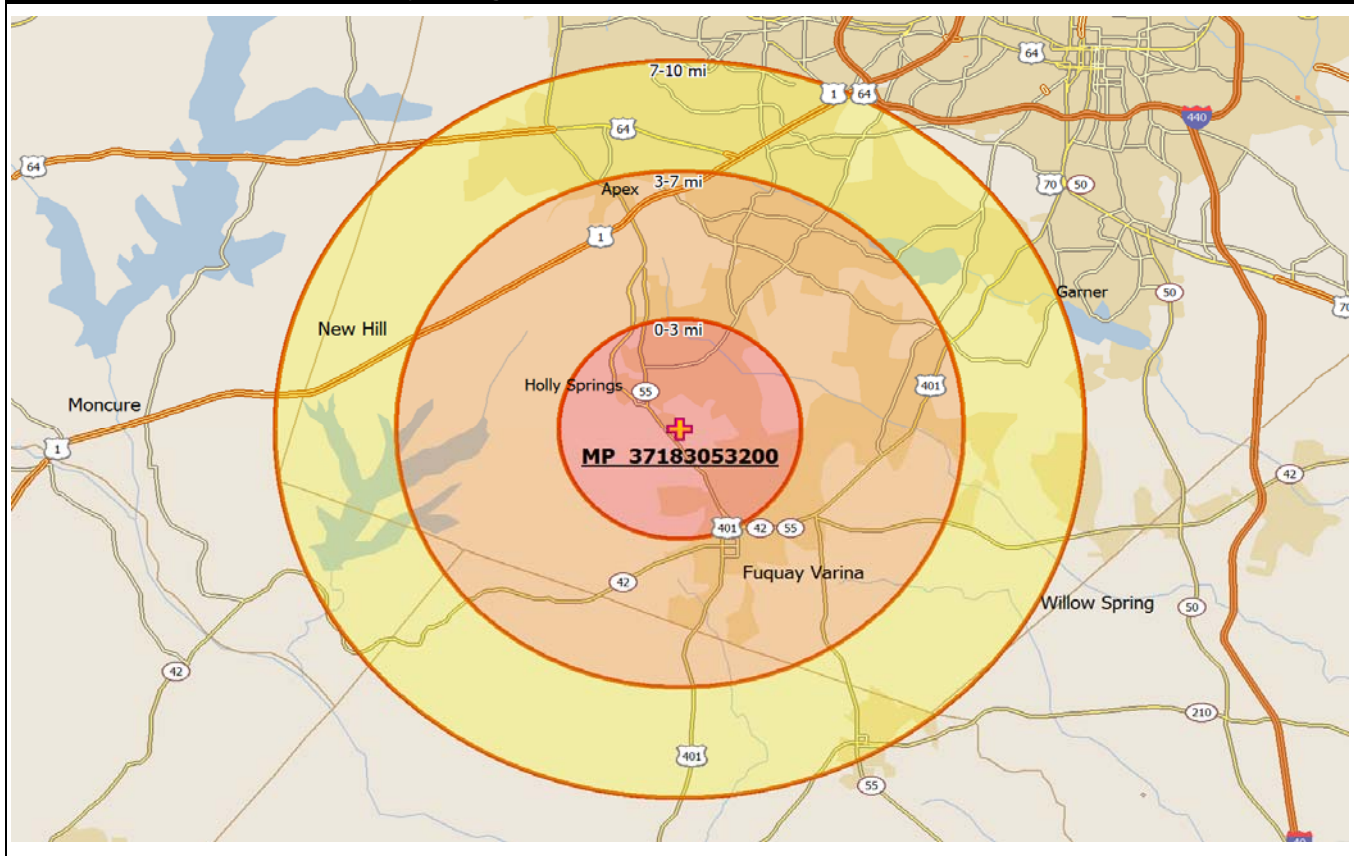 7-10 mi
64
1 64
440
64
64
70 50
3-7 mi
Apex
1
Garner
50
70
New Hill
0-3 mi
Holly Springs
55
401
Moncure
1
MP 37183053200
42
401 42 55
Fuquay Varina
42
Willow Spring
50
42
210
401
55
40